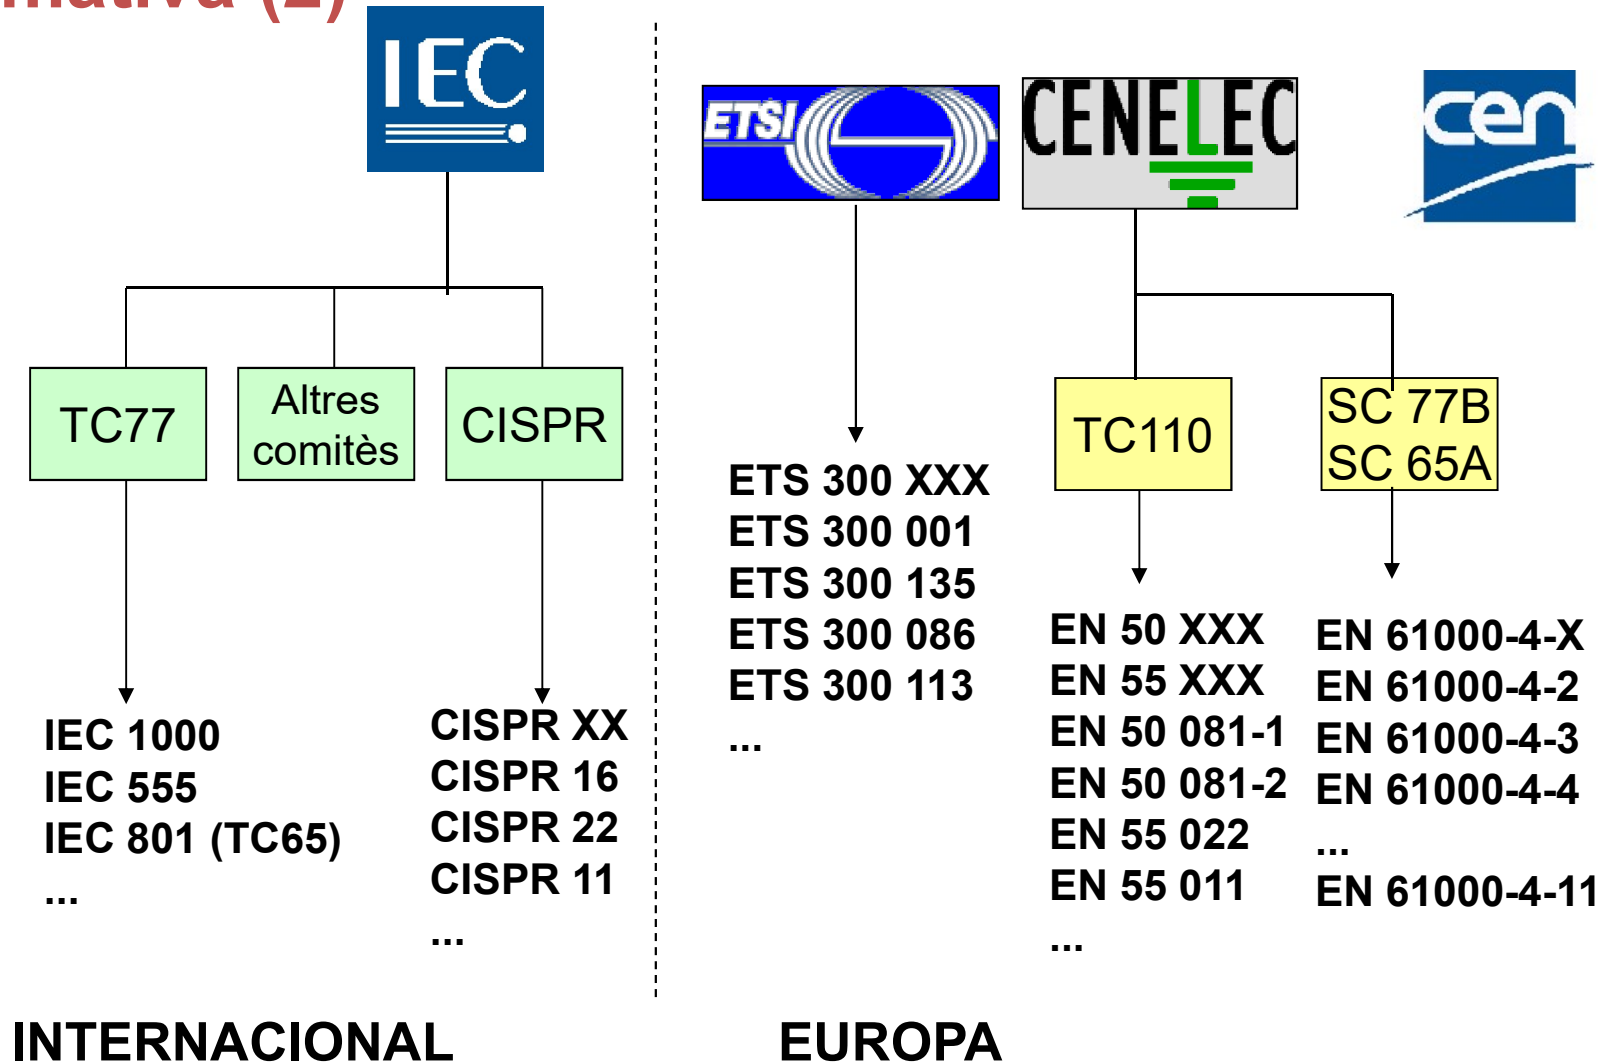 mativa (2)
IEC
TC77
Altres
comitès
CISPR
IEC 1000
IEC 555
IEC 801 (TC65)
...
CISPR XX
CISPR 16
CISPR 22
CISPR 11
...
INTERNACIONAL
ETSI
CENELEC
cen
ETS 300 XXX
ETS 300 001
ETS 300 135
ETS 300 086
ETS 300 113
...
TC110
EN 50 XXX
EN 55 XXX
EN 50 081-1
EN 50 081-2
EN 55 022
EN 55 011
...
SC 77B
SC 65A
EN 61000-4-X
EN 61000-4-2
EN 61000-4-3
EN 61000-4-4
...
EN 61000-4-11
EUROPA